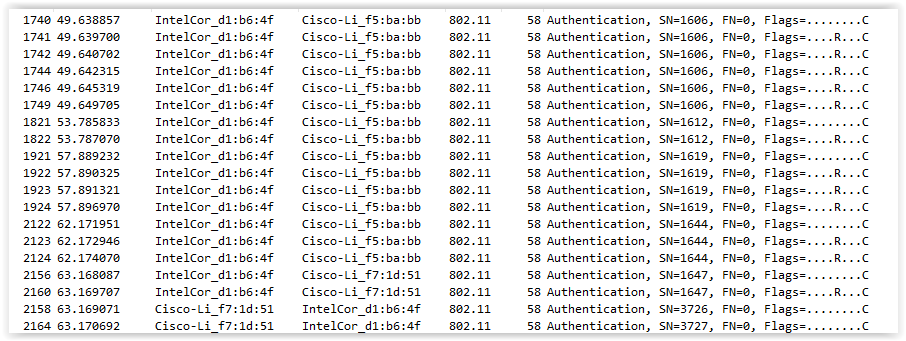 1740 49.638857 IntelCor_d1:b6:4f Cisco-Li_f5:ba:bb 802.11 58 Authentication, SN=1606, FN=0, Flags=........C
1741 49.639700 IntelCor_d1:b6:4f Cisco-Li_f5:ba:bb 802.11 58 Authentication, SN=1606, FN=0, Flags=....R...C
1742 49.640702 IntelCor_d1:b6:4f Cisco-Li_f5:ba:bb 802.11 58 Authentication, SN=1606, FN=0, Flags=....R...C
1744 49.642315 IntelCor_d1:b6:4f Cisco-Li_f5:ba:bb 802.11 58 Authentication, SN=1606, FN=0, Flags=....R...C
1746 49.645319 IntelCor_d1:b6:4f Cisco-Li_f5:ba:bb 802.11 58 Authentication, SN=1606, FN=0, Flags=....R...C
1749 49.649705 IntelCor_d1:b6:4f Cisco-Li_f5:ba:bb 802.11 58 Authentication, SN=1606, FN=0, Flags=....R...C
1821 53.785833 IntelCor_d1:b6:4f Cisco-Li_f5:ba:bb 802.11 58 Authentication, SN=1612, FN=0, Flags=........C
1822 53.787070 IntelCor_d1:b6:4f Cisco-Li_f5:ba:bb 802.11 58 Authentication, SN=1612, FN=0, Flags=....R...C
1921 57.889232 IntelCor_d1:b6:4f Cisco-Li_f5:ba:bb 802.11 58 Authentication, SN=1619, FN=0, Flags=........C
1922 57.890325 IntelCor_d1:b6:4f Cisco-Li_f5:ba:bb 802.11 58 Authentication, SN=1619, FN=0, Flags=....R...C
1923 57.891321 IntelCor_d1:b6:4f Cisco-Li_f5:ba:bb 802.11 58 Authentication, SN=1619, FN=0, Flags=....R...C
1924 57.896970 IntelCor_d1:b6:4f Cisco-Li_f5:ba:bb 802.11 58 Authentication, SN=1619, FN=0, Flags=....R...C
2122 62.171951 IntelCor_d1:b6:4f Cisco-Li_f5:ba:bb 802.11 58 Authentication, SN=1644, FN=0, Flags=........C
2123 62.172946 IntelCor_d1:b6:4f Cisco-Li_f5:ba:bb 802.11 58 Authentication, SN=1644, FN=0, Flags=....R...C
2124 62.174070 IntelCor_d1:b6:4f Cisco-Li_f5:ba:bb 802.11 58 Authentication, SN=1644, FN=0, Flags=....R...C
2156 63.168087 IntelCor_d1:b6:4f Cisco-Li_f7:1d:51 802.11 58 Authentication, SN=1647, FN=0, Flags=........C
2160 63.169707 IntelCor_d1:b6:4f Cisco-Li_f7:1d:51 802.11 58 Authentication, SN=1647, FN=0, Flags=....R...C
2158 63.169071 Cisco-Li_f7:1d:51 IntelCor_d1:b6:4f 802.11 58 Authentication, SN=3726, FN=0, Flags=........C
2164 63.170692 Cisco-Li_f7:1d:51 IntelCor_d1:b6:4f 802.11 58 Authentication, SN=3727, FN=0, Flags=........C